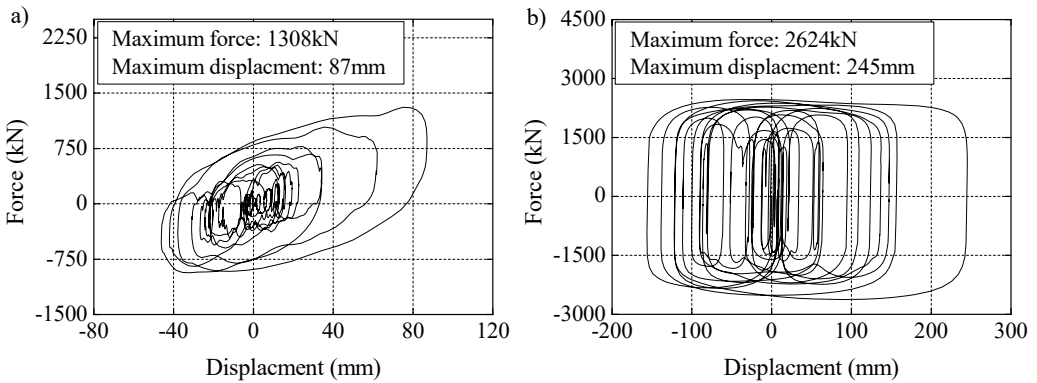 a)
Maximum force: 1308kN
Maximum displacment: 87mm
2250
1500
750
0
-750
-1500
-80
-40
0
40
80
120
Force (kN)
Displacment (mm)
b)
Maximum force: 2624kN
Maximum displacment: 245mm
4500
3000
1500
0
-1500
-3000
-200
-100
0
100
200
300
Force (kN)
Displacment (mm)